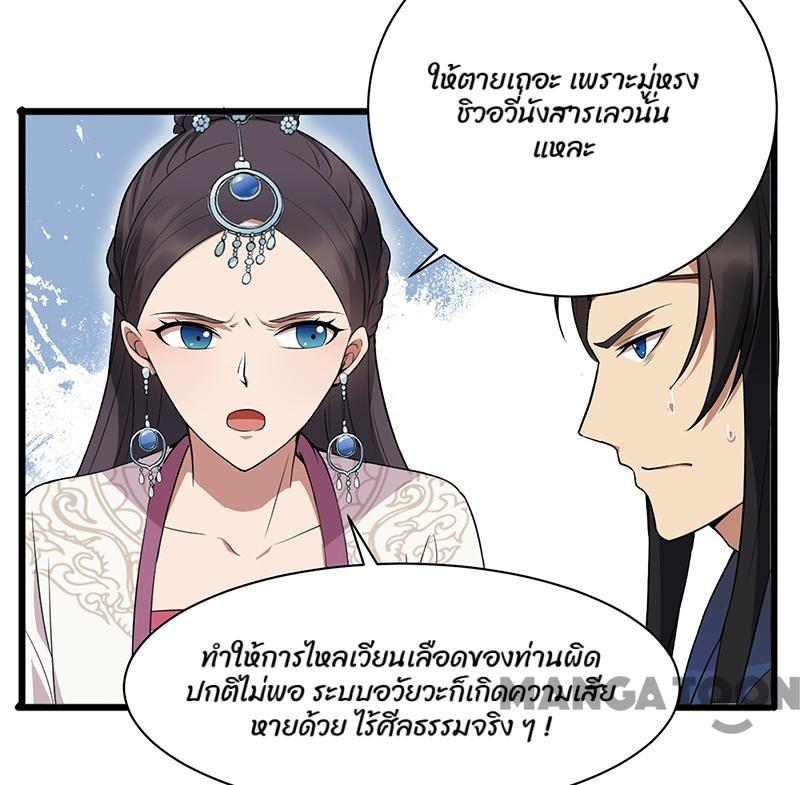 ให้ตายเถอะ เพราะมู่หรง
ชิวอวี่นังสารเลวนั่น
แหละ
ทำให้การไหลเวียนเลือดของท่านผิด
ปกติไม่พอ ระบบอวัยวะก็เกิดความเสีย
หายด้วย ไร้ศีลธรรมจริง ๆ !
MANGATOON